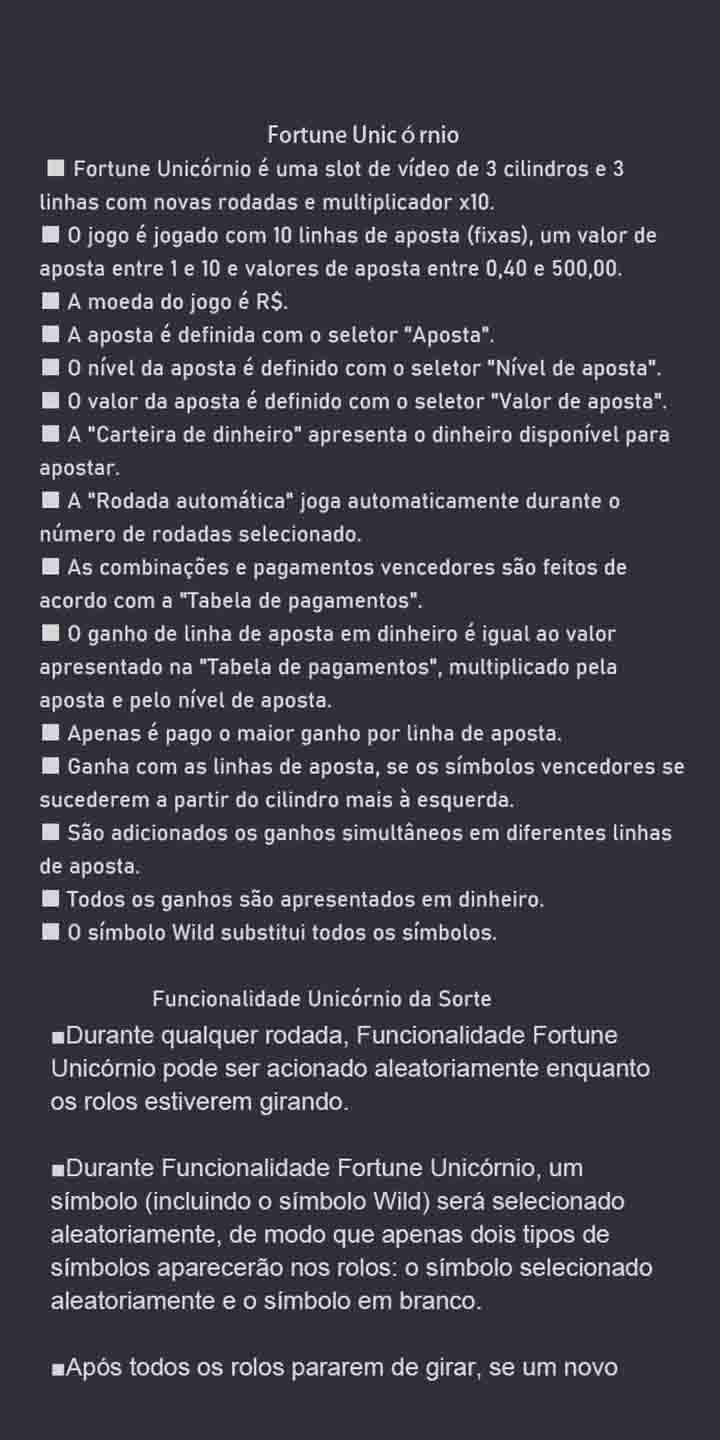 Fortune Unic ó rnio
■ Fortune Unicórnio é uma slot de vídeo de 3 cilindros e 3
linhas com novas rodadas e multiplicador x10.
■ O jogo é jogado com 10 linhas de aposta (fixas), um valor de
aposta entre 1 e 10 e valores de aposta entre 0,40 e 500,00.
■ A moeda do jogo é R$.
■ A aposta é definida com o seletor "Aposta".
■ O nível da aposta é definido com o seletor "Nível de aposta".
■ O valor da aposta é definido com o seletor "Valor de aposta".
■ A "Carteira de dinheiro" apresenta o dinheiro disponível para
apostar.
■ A "Rodada automática" joga automaticamente durante o
número de rodadas selecionado.
■ As combinações e pagamentos vencedores são feitos de
acordo com a "Tabela de pagamentos".
■ O ganho de linha de aposta em dinheiro é igual ao valor
apresentado na "Tabela de pagamentos", multiplicado pela
aposta e pelo nível de aposta.
■ Apenas é pago o maior ganho por linha de aposta.
■ Ganha com as linhas de aposta, se os símbolos vencedores se
sucederem a partir do cilindro mais à esquerda.
■ São adicionados os ganhos simultâneos em diferentes linhas
de aposta.
■ Todos os ganhos são apresentados em dinheiro.
■ O símbolo Wild substitui todos os símbolos.
Funcionalidade Unicórnio da Sorte
■Durante qualquer rodada, Funcionalidade Fortune
Unicórnio pode ser acionado aleatoriamente enquanto
os rolos estiverem girando.
■Durante Funcionalidade Fortune Unicórnio, um
símbolo (incluindo o símbolo Wild) será selecionado
aleatoriamente, de modo que apenas dois tipos de
símbolos aparecerão nos rolos: o símbolo selecionado
aleatoriamente e o símbolo em branco.
■Após todos os rolos pararem de girar, se um novo